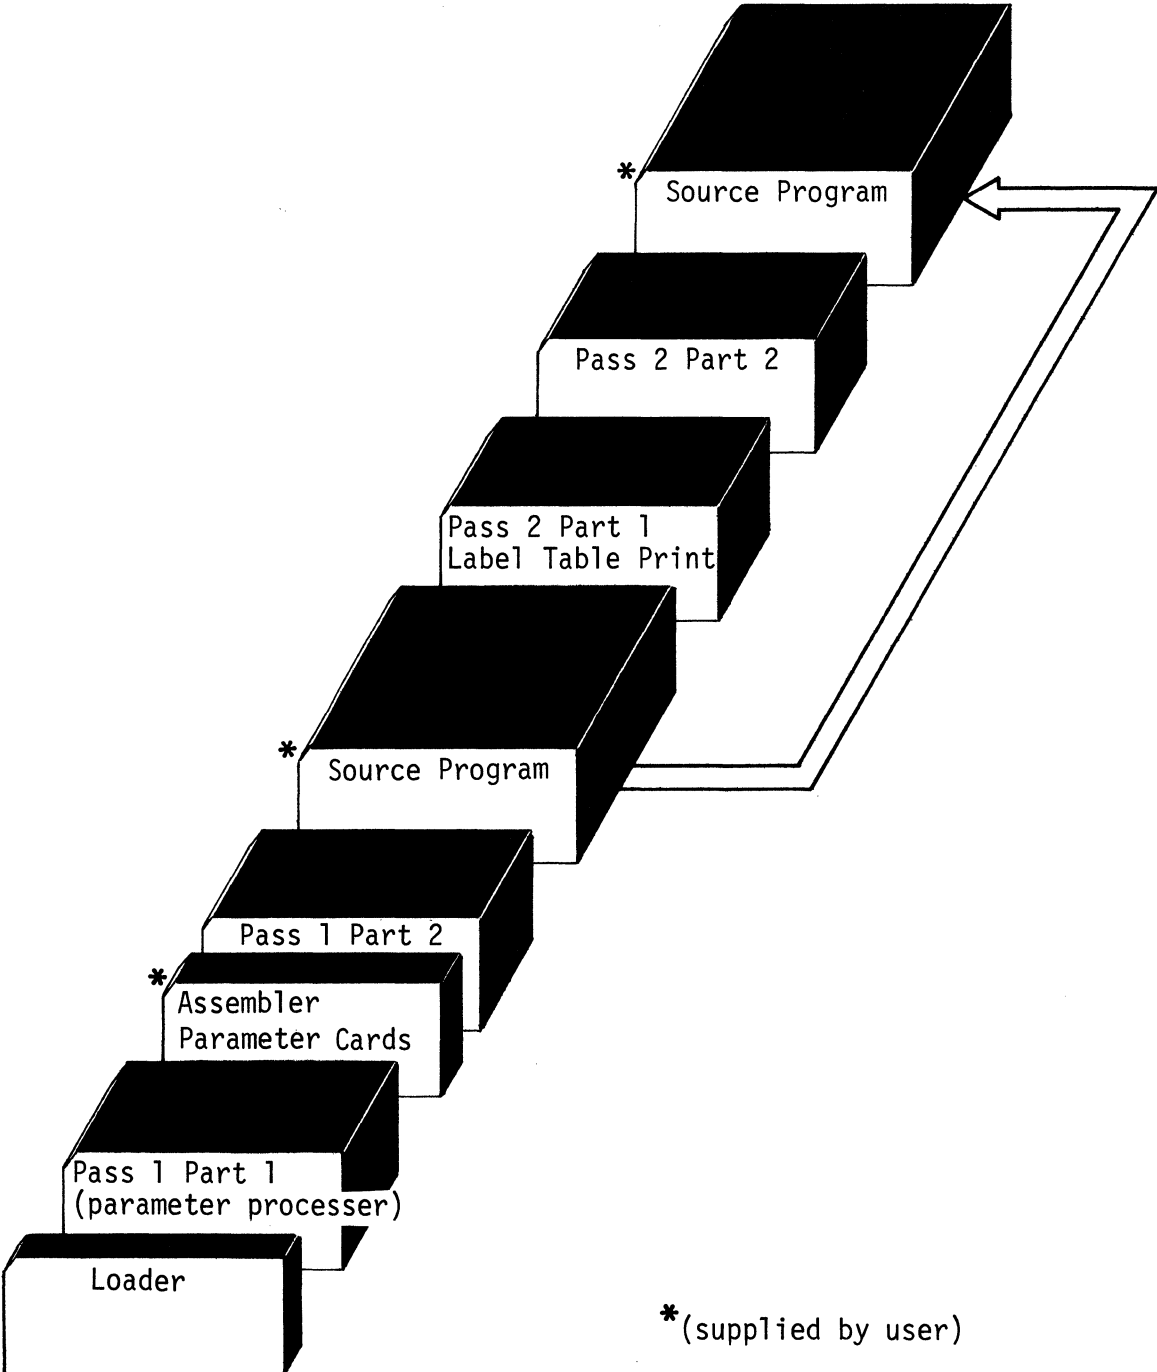 *
Source Program
Pass 2 Part 2
Pass 2 Part 1
Label Table Print
*
Source Program
Pass 1 Part 2
*
Assembler
Parameter Cards
Pass 1 Part 1
(parameter processer)
Loader
*(supplied by user)